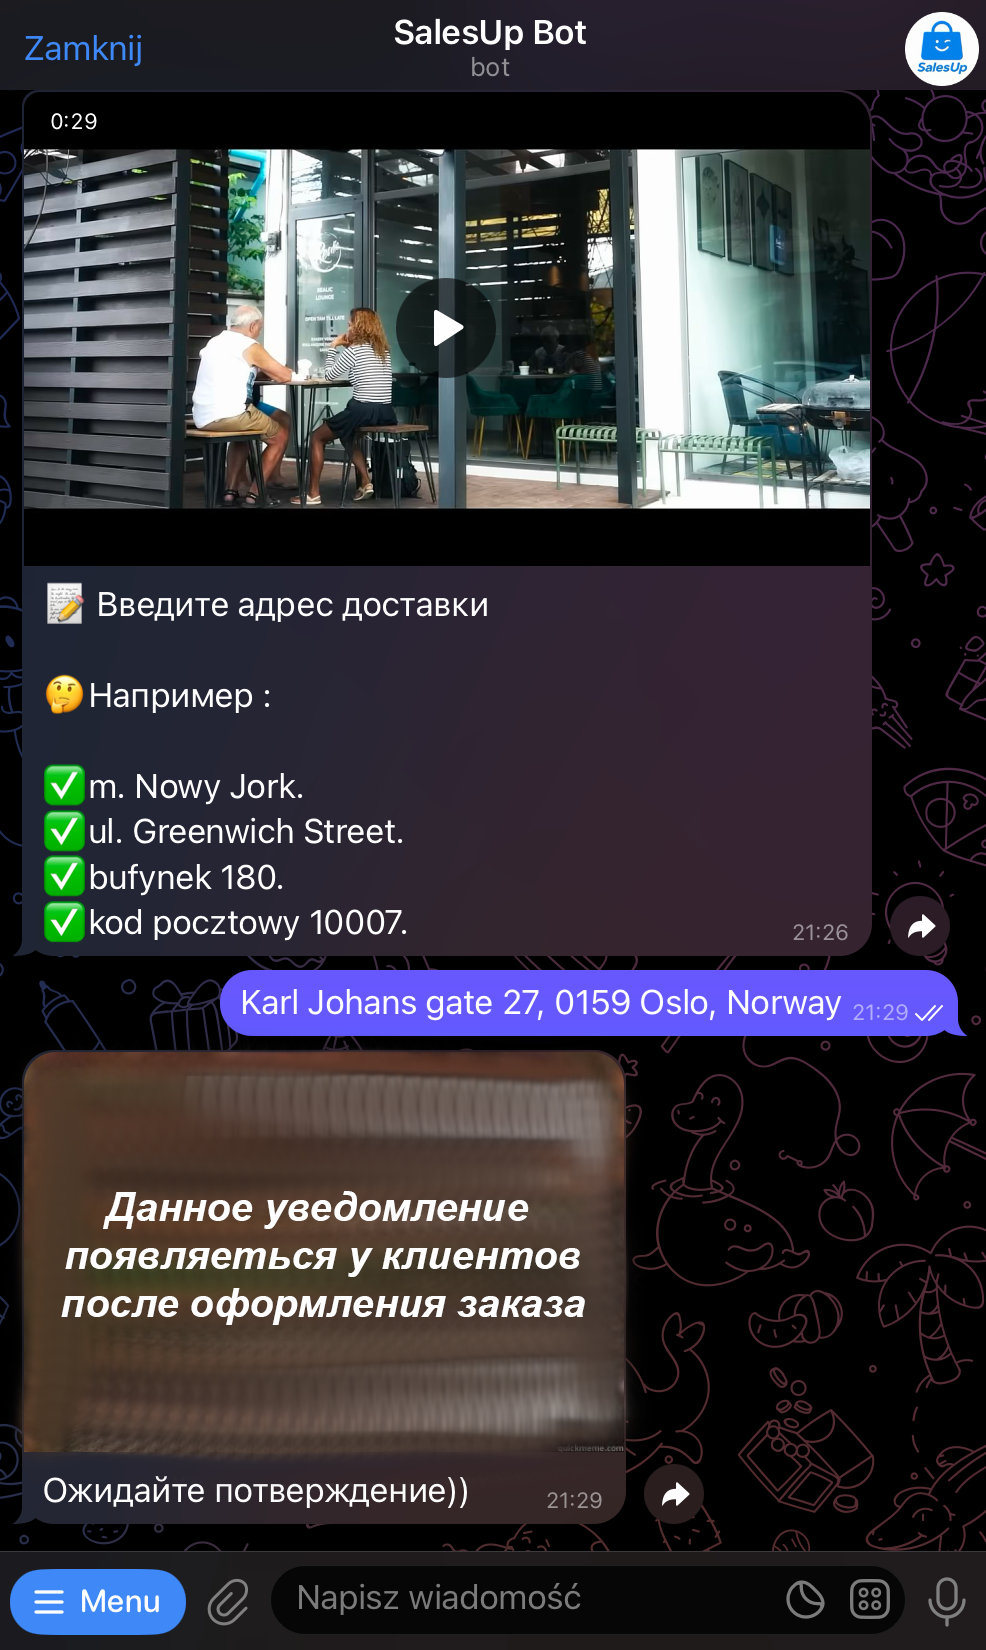 Zamknij
SalesUp Bot
bot
SalesUp
0:29
📝 Введите адрес доставки
🤔Например :
✅m. Nowy Jork.
✅ul. Greenwich Street.
✅bufynek 180.
✅kod pocztowy 10007.
21:26
Karl Johans gate 27, 0159 Oslo, Norway 21:29
Данное уведомление
появляеться у клиентов
после оформления заказа
quickmeme.com
Ожидайте потверждение))
21:29
Menu
Napisz wiadomość